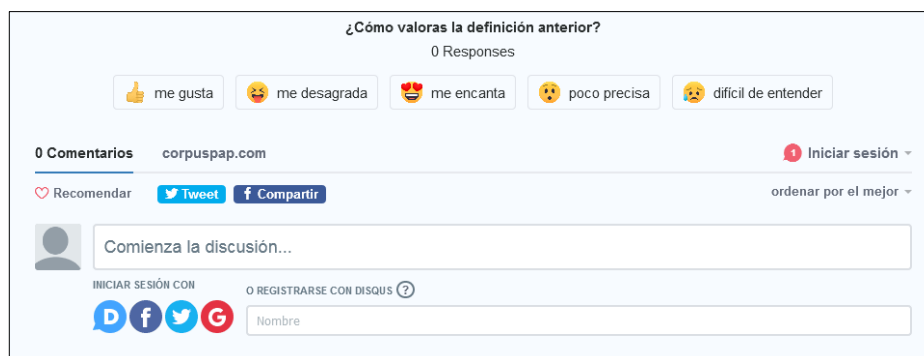 ¿Cómo valoras la definición anterior?
0 Responses
me gusta
me desagrada
me encanta
poco precisa
difícil de entender
0 Comentarios
corpuspap.com
1
Iniciar sesión
Recomendar
Tweet
f Compartir
ordenar por el mejor
Comienza la discusión...
INICIAR SESIÓN CON
O REGISTRARSE CON DISQUS ?
D
f
G
Nombre